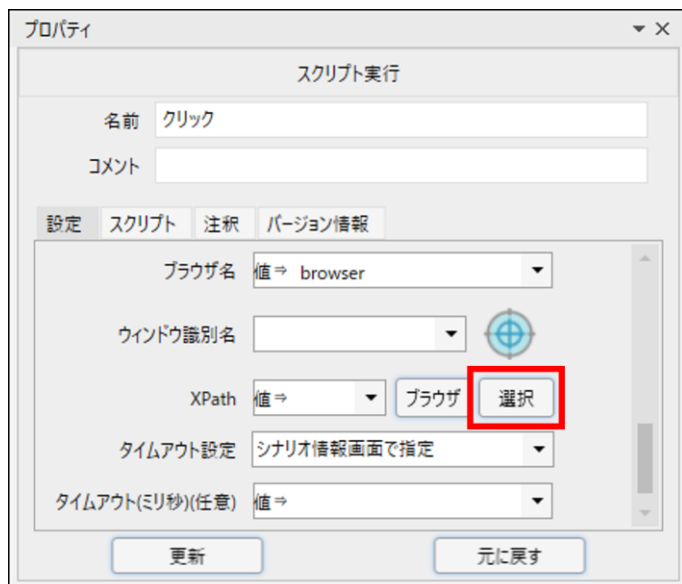 プロパティ
スクリプト実行
名前 クリック
コメント
設定 スクリプト 注釈 バージョン情報
ブラウザ名 値⇒ browser
ウィンドウ識別名
XPath 値⇒ ブラウザ 選択
タイムアウト設定 シナリオ情報画面で指定
タイムアウト(ミリ秒)(任意) 値⇒
更新 元に戻す